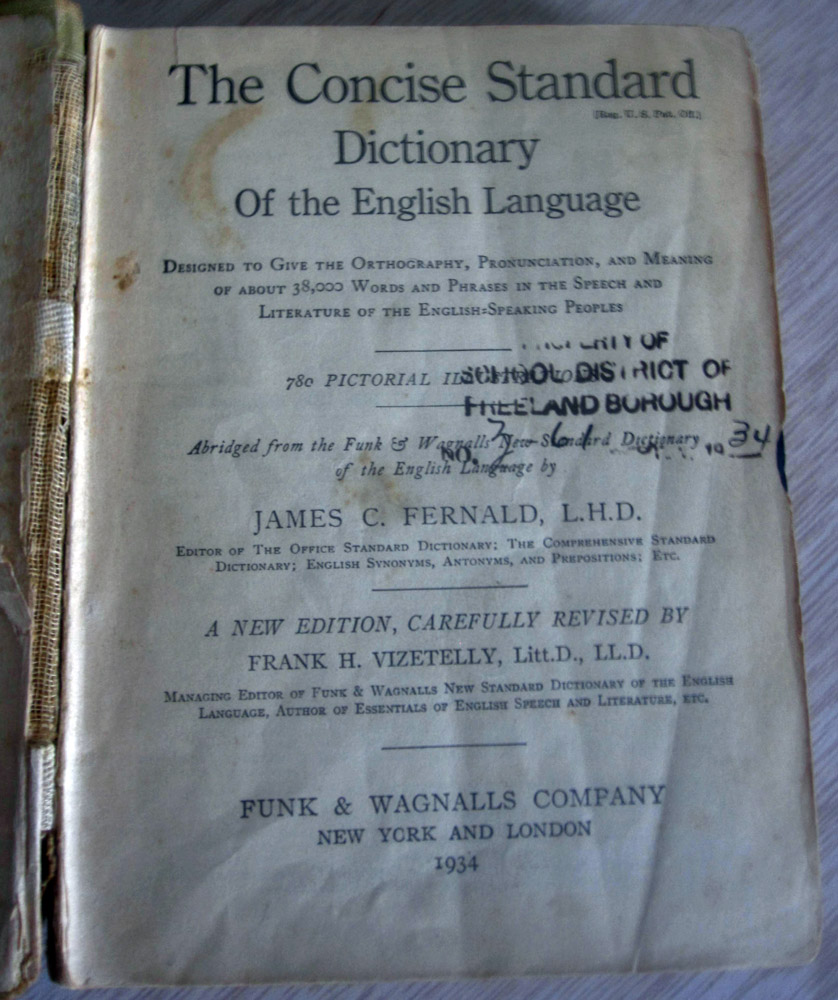 The Concise Standard
[Reg. U. S. Pat. Off.]
Dictionary
Of the English Language
DESIGNED TO GIVE THE ORTHOGRAPHY, PRONUNCIATION, AND MEANING
OF ABOUT 38,000 WORDS AND PHRASES IN THE SPEECH AND
LITERATURE OF THE ENGLISH=SPEAKING PEOPLES
PROPERTY OF
780 PICTORIAL ILLUSTRATIONS
SCHOOL DISTRICT OF
FREELAND BOROUGH
Abridged from the Funk & Wagnalls New Standard Dictionary
NO. 61 19 34
of the English Language by
JAMES C. FERNALD, L.H.D.
EDITOR OF THE OFFICE STANDARD DICTIONARY; THE COMPREHENSIVE STANDARD
DICTIONARY; ENGLISH SYNONYMS, ANTONYMS, AND PREPOSITIONS; ETC.
A NEW EDITION, CAREFULLY REVISED BY
FRANK H. VIZETELLY, Litt.D., LL.D.
MANAGING EDITOR OF FUNK & WAGNALLS NEW STANDARD DICTIONARY OF THE ENGLISH
LANGUAGE, AUTHOR OF ESSENTIALS OF ENGLISH SPEECH AND LITERATURE, ETC.
FUNK & WAGNALLS COMPANY
NEW YORK AND LONDON
1934